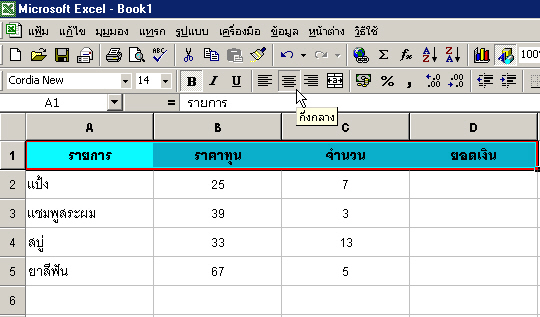 Microsoft Excel - Book1
แฟ้ม แก้ไข มุมมอง แทรก รูปแบบ เครื่องมือ ข้อมูล หน้าต่าง วิธีใช้
ABC Σ fx A Z Z A 100%
Cordia New 14 B I U a % , .00 .00
A1 = รายการ
กึ่งกลาง
A B C D
1 รายการ ราคาทุน จำนวน ยอดเงิน
2 แป้ง 25 7
3 แชมพูสระผม 39 3
4 สบู่ 33 13
5 ยาสีฟัน 67 5
6